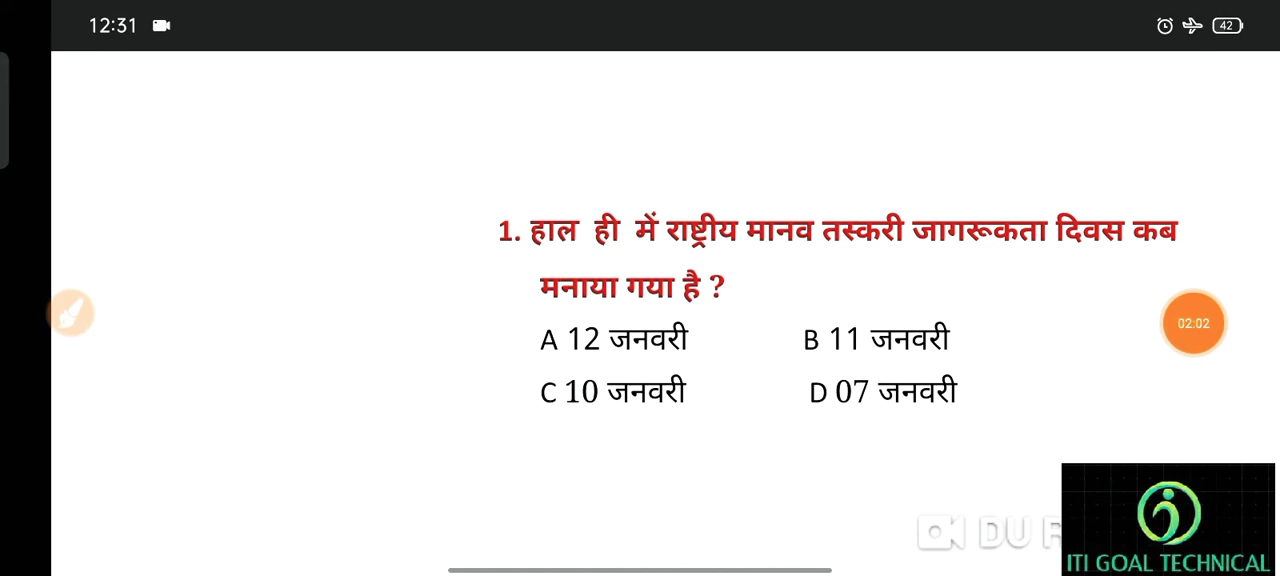 12:31
42
1. हाल ही में राष्ट्रीय मानव तस्करी जागरूकता दिवस कब
मनाया गया है ?
A 12 जनवरी B 11 जनवरी
02:02
C 10 जनवरी D 07 जनवरी
DU
ITI GOAL TECHNICAL